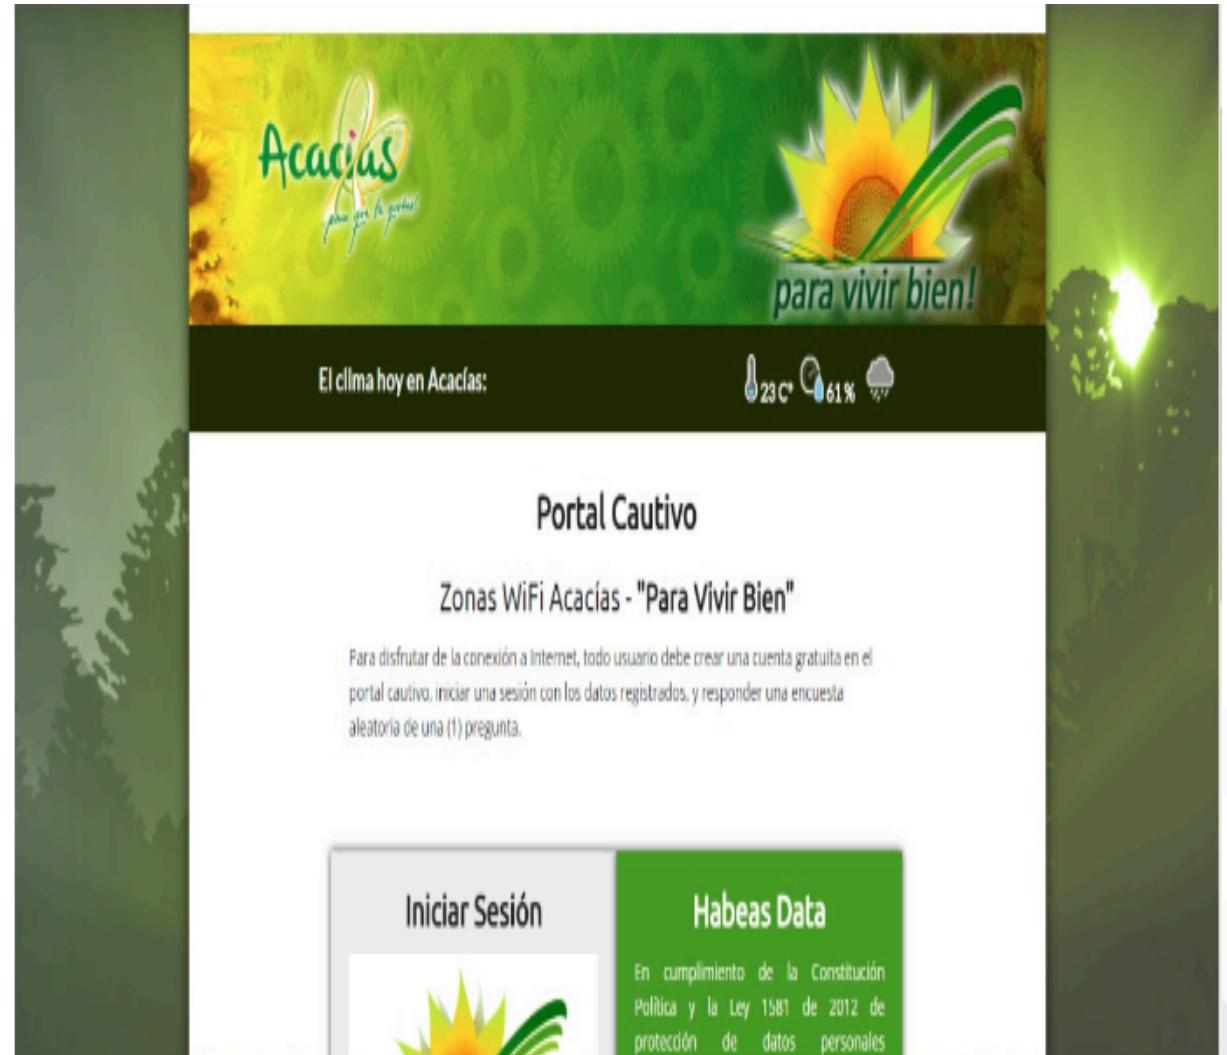 Acacías
para vivir bien!
El clima hoy en Acacías:
23 C° 61%
Portal Cautivo
Zonas WiFi Acacías - "Para Vivir Bien"
Para disfrutar de la conexión a Internet, todo usuario debe crear una cuenta gratuita en el
portal cautivo, iniciar una sesión con los datos registrados, y responder una encuesta
aleatoria de una (1) pregunta.
Iniciar Sesión
Habeas Data
En cumplimiento de la Constitución
Política y la Ley 1581 de 2012 de
protección de datos personales